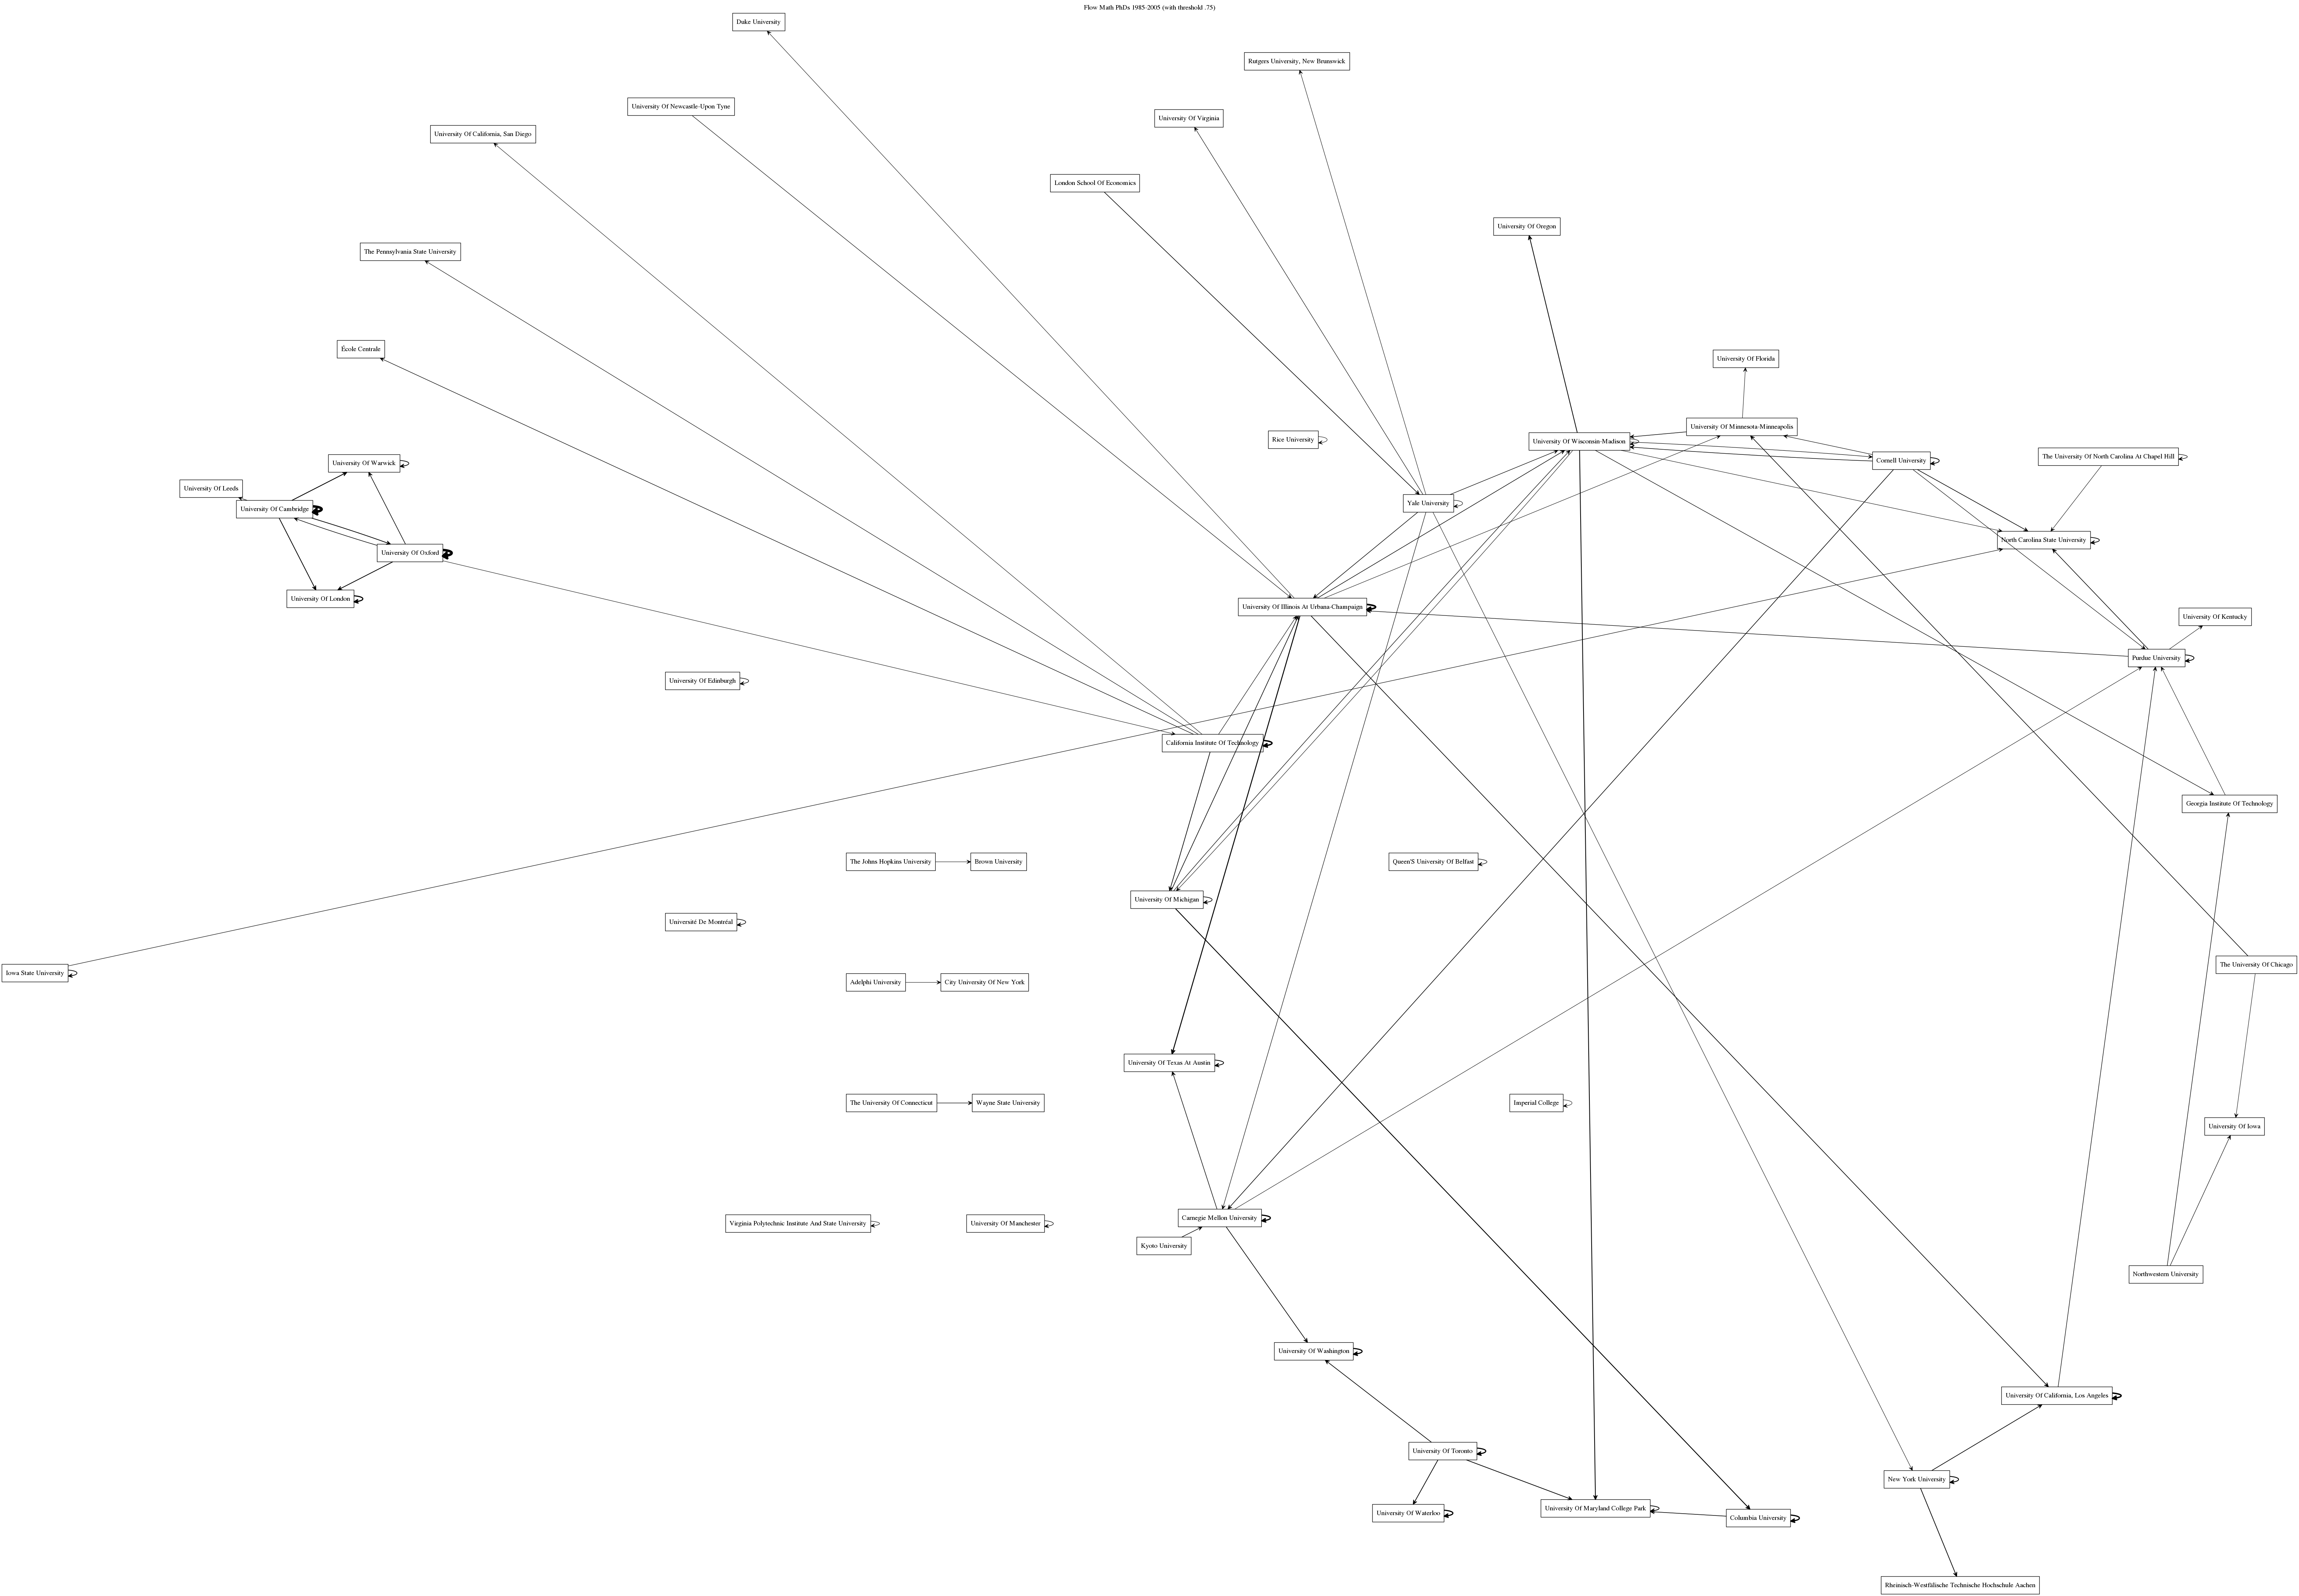 Flow Math PhDs 1985-2005 (with threshold .75)
Duke University
Rutgers University, New Brunswick
University Of Newcastle-Upon Tyne
University Of Virginia
University Of California, San Diego
London School Of Economics
University Of Oregon
The Pennsylvania State University
École Centrale
University Of Florida
University Of Minnesota-Minneapolis
Rice University
University Of Wisconsin-Madison
The University Of North Carolina At Chapel Hill
Cornell University
University Of Warwick
University Of Leeds
Yale University
University Of Cambridge
North Carolina State University
University Of Oxford
University Of London
University Of Illinois At Urbana-Champaign
University Of Kentucky
Purdue University
University Of Edinburgh
California Institute Of Technology
Georgia Institute Of Technology
The Johns Hopkins University
Brown University
Queen'S University Of Belfast
University Of Michigan
Université De Montréal
The University Of Chicago
Iowa State University
Adelphi University
City University Of New York
University Of Texas At Austin
The University Of Connecticut
Wayne State University
Imperial College
University Of Iowa
Carnegie Mellon University
Virginia Polytechnic Institute And State University
University Of Manchester
Kyoto University
Northwestern University
University Of Washington
University Of California, Los Angeles
University Of Toronto
New York University
University Of Maryland College Park
University Of Waterloo
Columbia University
Rheinisch-Westfälische Technische Hochschule Aachen